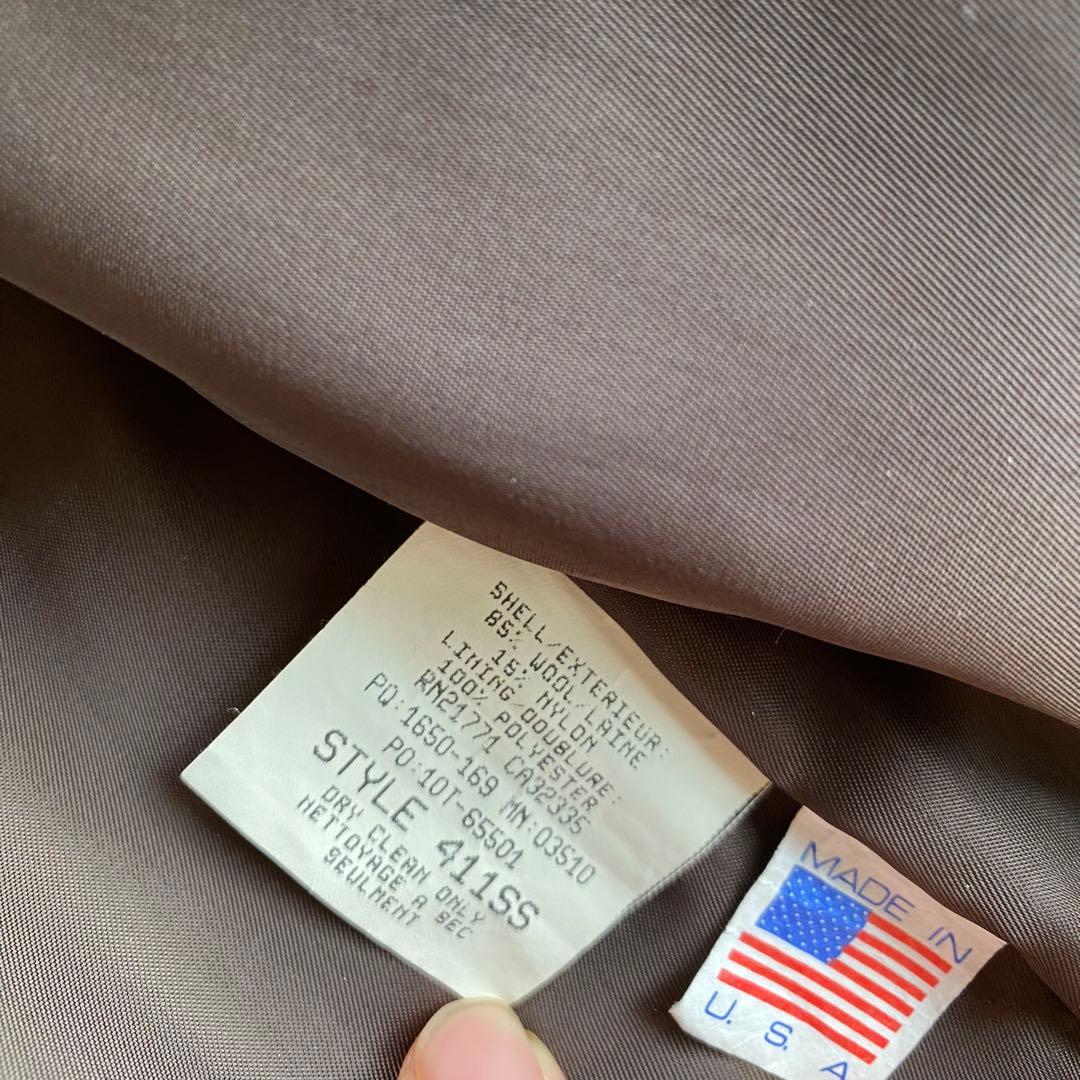 SHELL/EXTERIEUR:
85% WOOL/LAINE
15% NYLON
LINING/DOUBLURE:
100% POLYESTER
RN21771 CA32335
PQ:1650-169 MN:03510
PO:10T-65501
STYLE 411SS
DRY CLEAN ONLY
NETTOYAGE A SEC
SEULMENT
MADE IN
U. S. A